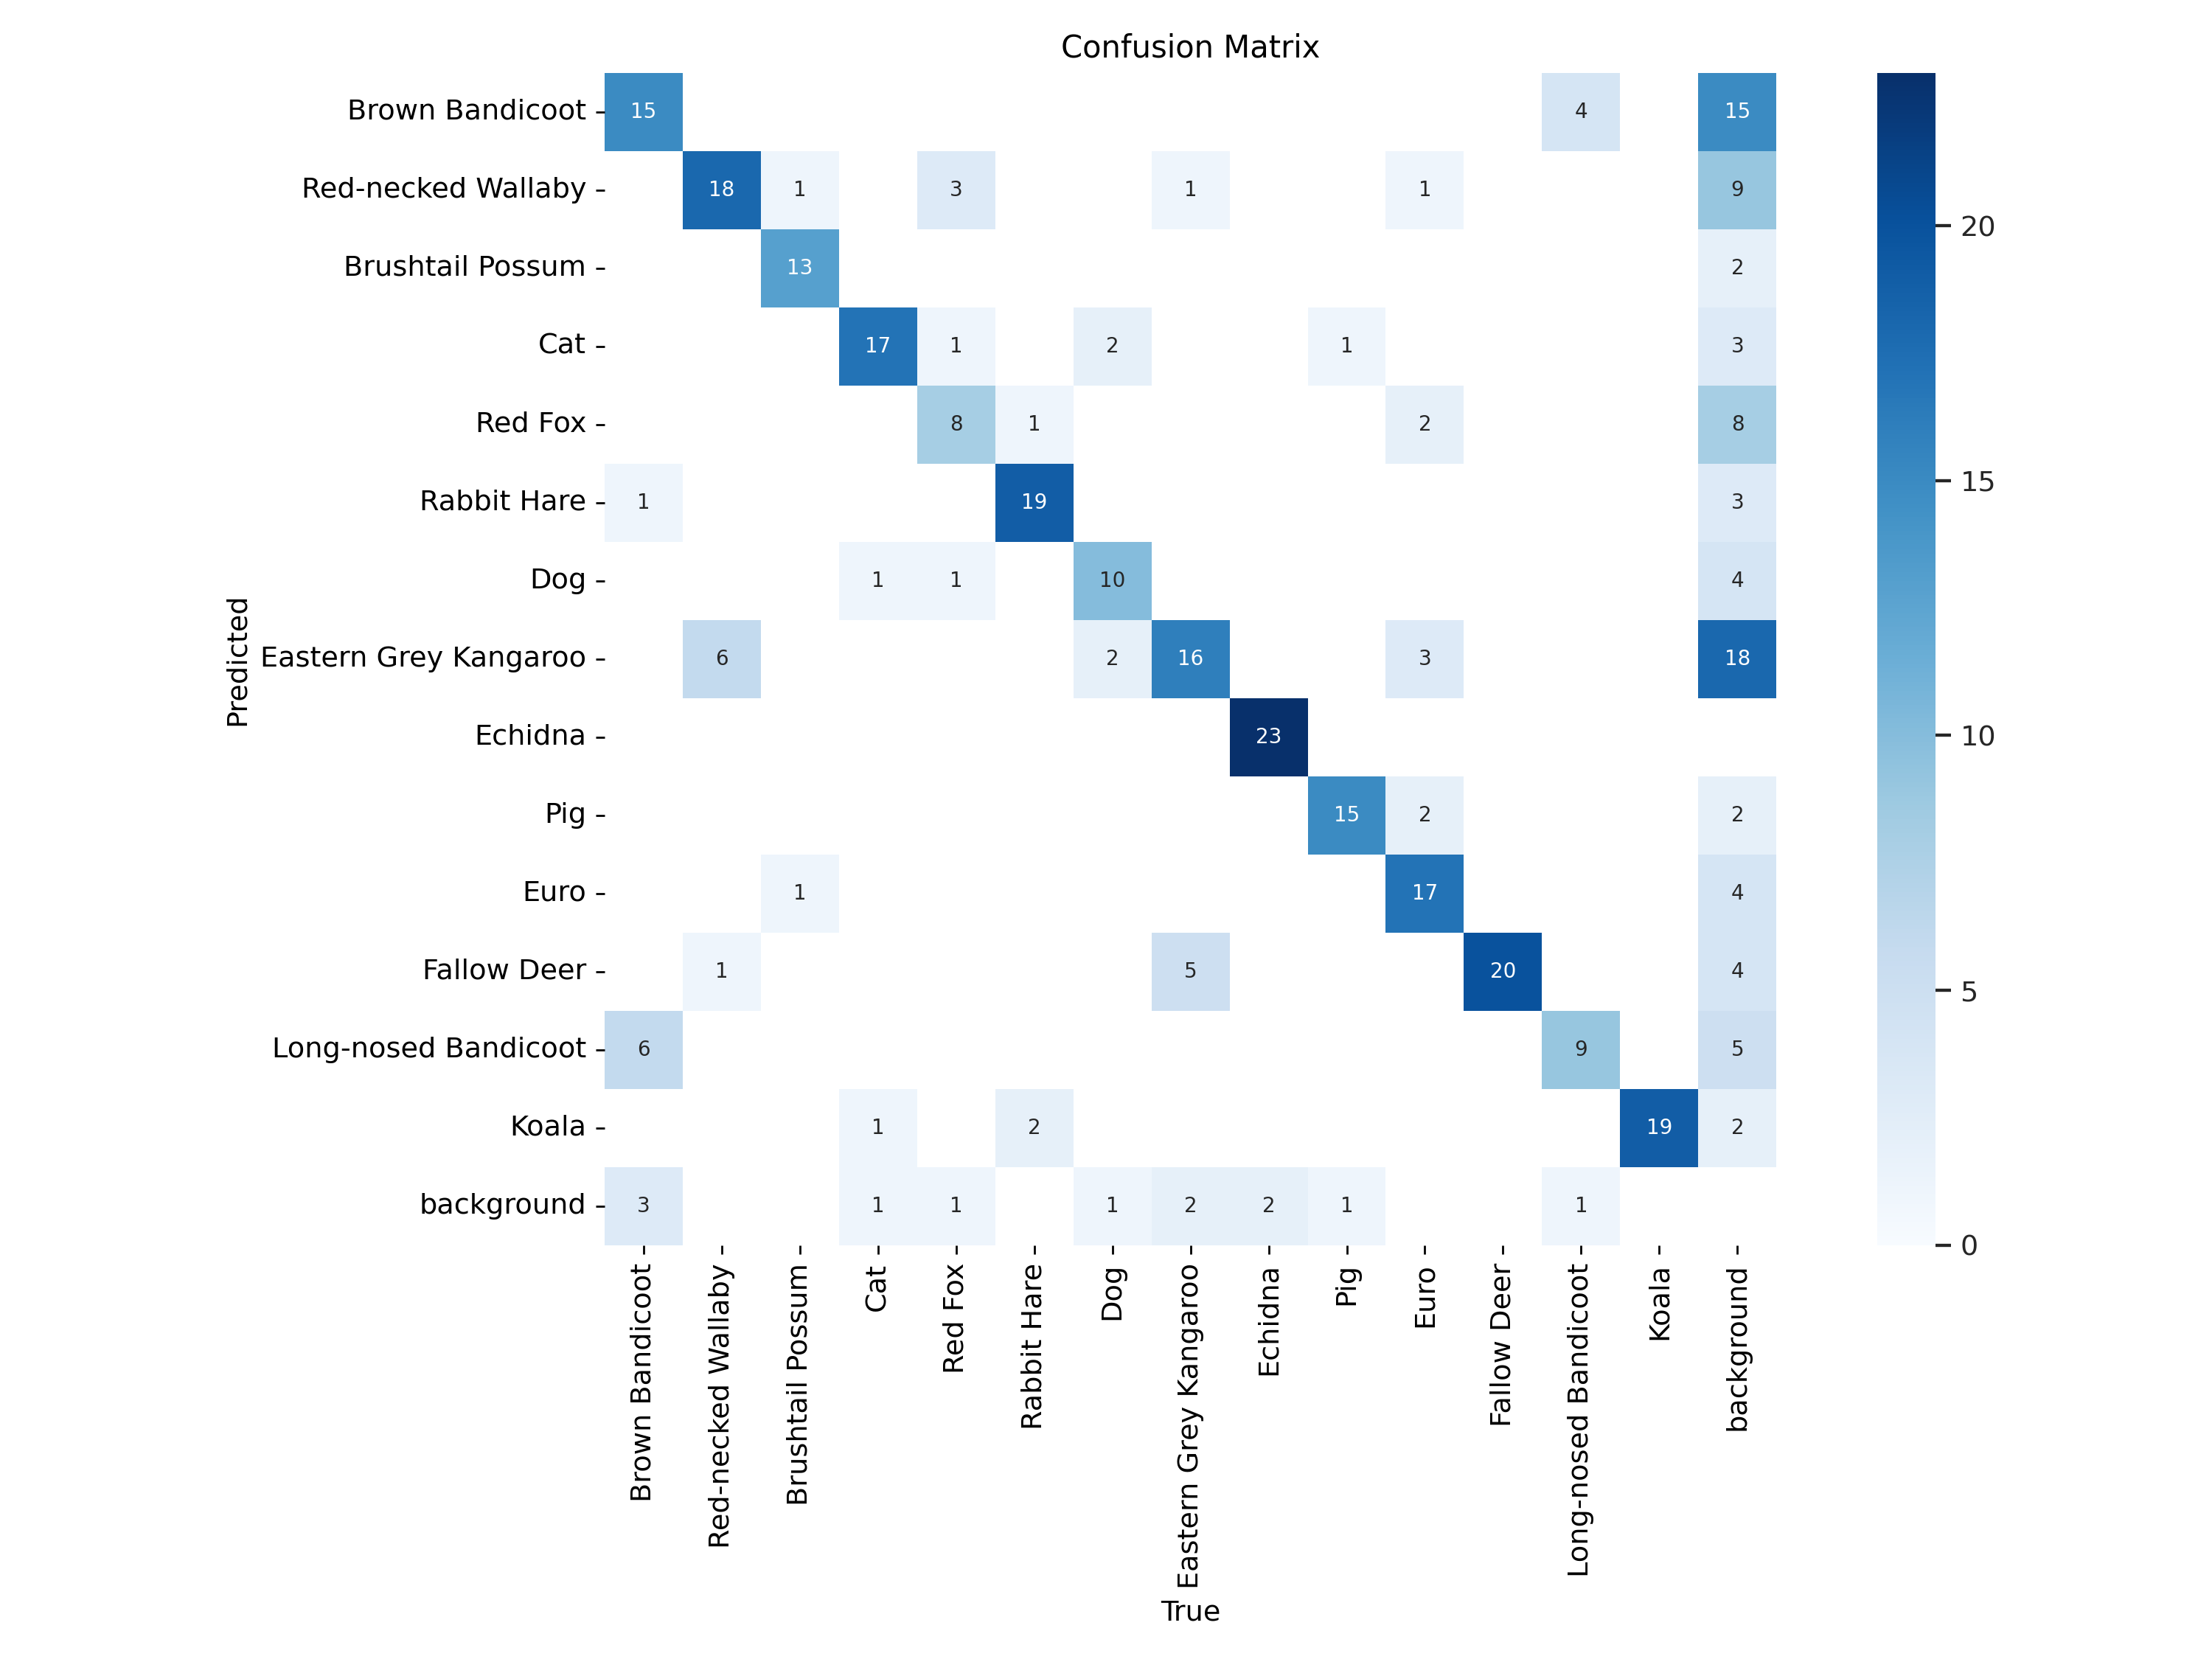 Confusion Matrix
Brown Bandicoot 15 4 15
Red-necked Wallaby 18 1 3 1 1 9
Brushtail Possum 13 2
Cat 17 1 2 1 3
Red Fox 8 1 2 8
Rabbit Hare 1 19 3
Dog 1 1 10 4
Eastern Grey Kangaroo 6 2 16 3 18
Echidna 23
Pig 15 2 2
Euro 1 17 4
Fallow Deer 1 5 20 4
Long-nosed Bandicoot 6 9 5
Koala 1 2 19 2
background 3 1 1 1 2 2 1 1
Predicted
Brown Bandicoot
Red-necked Wallaby
Brushtail Possum
Cat
Red Fox
Rabbit Hare
Dog
Eastern Grey Kangaroo
Echidna
Pig
Euro
Fallow Deer
Long-nosed Bandicoot
Koala
background
True
20
15
10
5
0